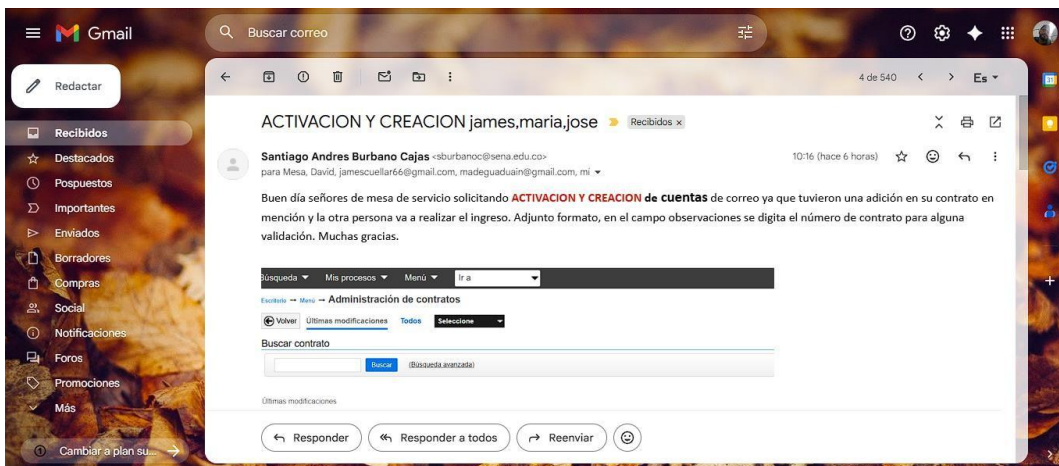 Gmail
Buscar correo
Redactar
4 de 540
Es
Recibidos
Destacados
Pospuestos
Importantes
Enviados
Borradores
Compras
Social
Notificaciones
Foros
Promociones
Más
Cambiar a plan su...
ACTIVACION Y CREACION james,maria,jose
Recibidos x
Santiago Andres Burbano Cajas <sburbanoc@sena.edu.co>
10:16 (hace 6 horas)
para Mesa, David, jamescuellar66@gmail.com, madeguaduain@gmail.com, mí
Buen día señores de mesa de servicio solicitando ACTIVACION Y CREACION de cuentas de correo ya que tuvieron una adición en su contrato en
mención y la otra persona va a realizar el ingreso. Adjunto formato, en el campo observaciones se digita el número de contrato para alguna
validación. Muchas gracias.
Búsqueda Mis procesos Menú Ir a
Escritorio → Menú → Administración de contratos
Volver Últimas modificaciones Todos Seleccione
Buscar contrato
Buscar (Búsqueda avanzada)
Últimas modificaciones
Responder
Responder a todos
Reenviar
31